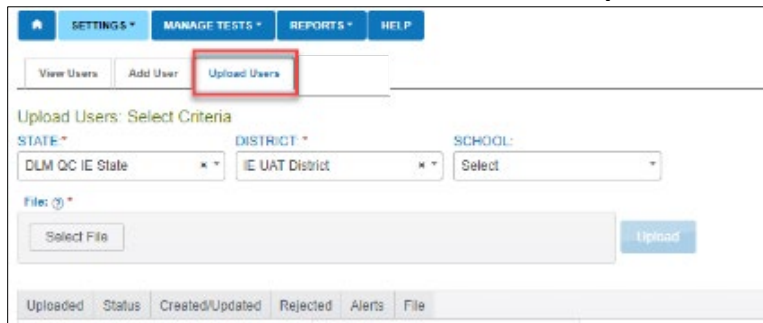 SETTINGS MANAGE TESTS REPORTS HELP
View Users Add User Upload Users
Upload Users: Select Criteria
STATE:* DISTRICT: * SCHOOL:
DLM QC IE State × IE UAT District × Select
File: ? *
Select File Upload
Uploaded Status Created/Updated Rejected Alerts File